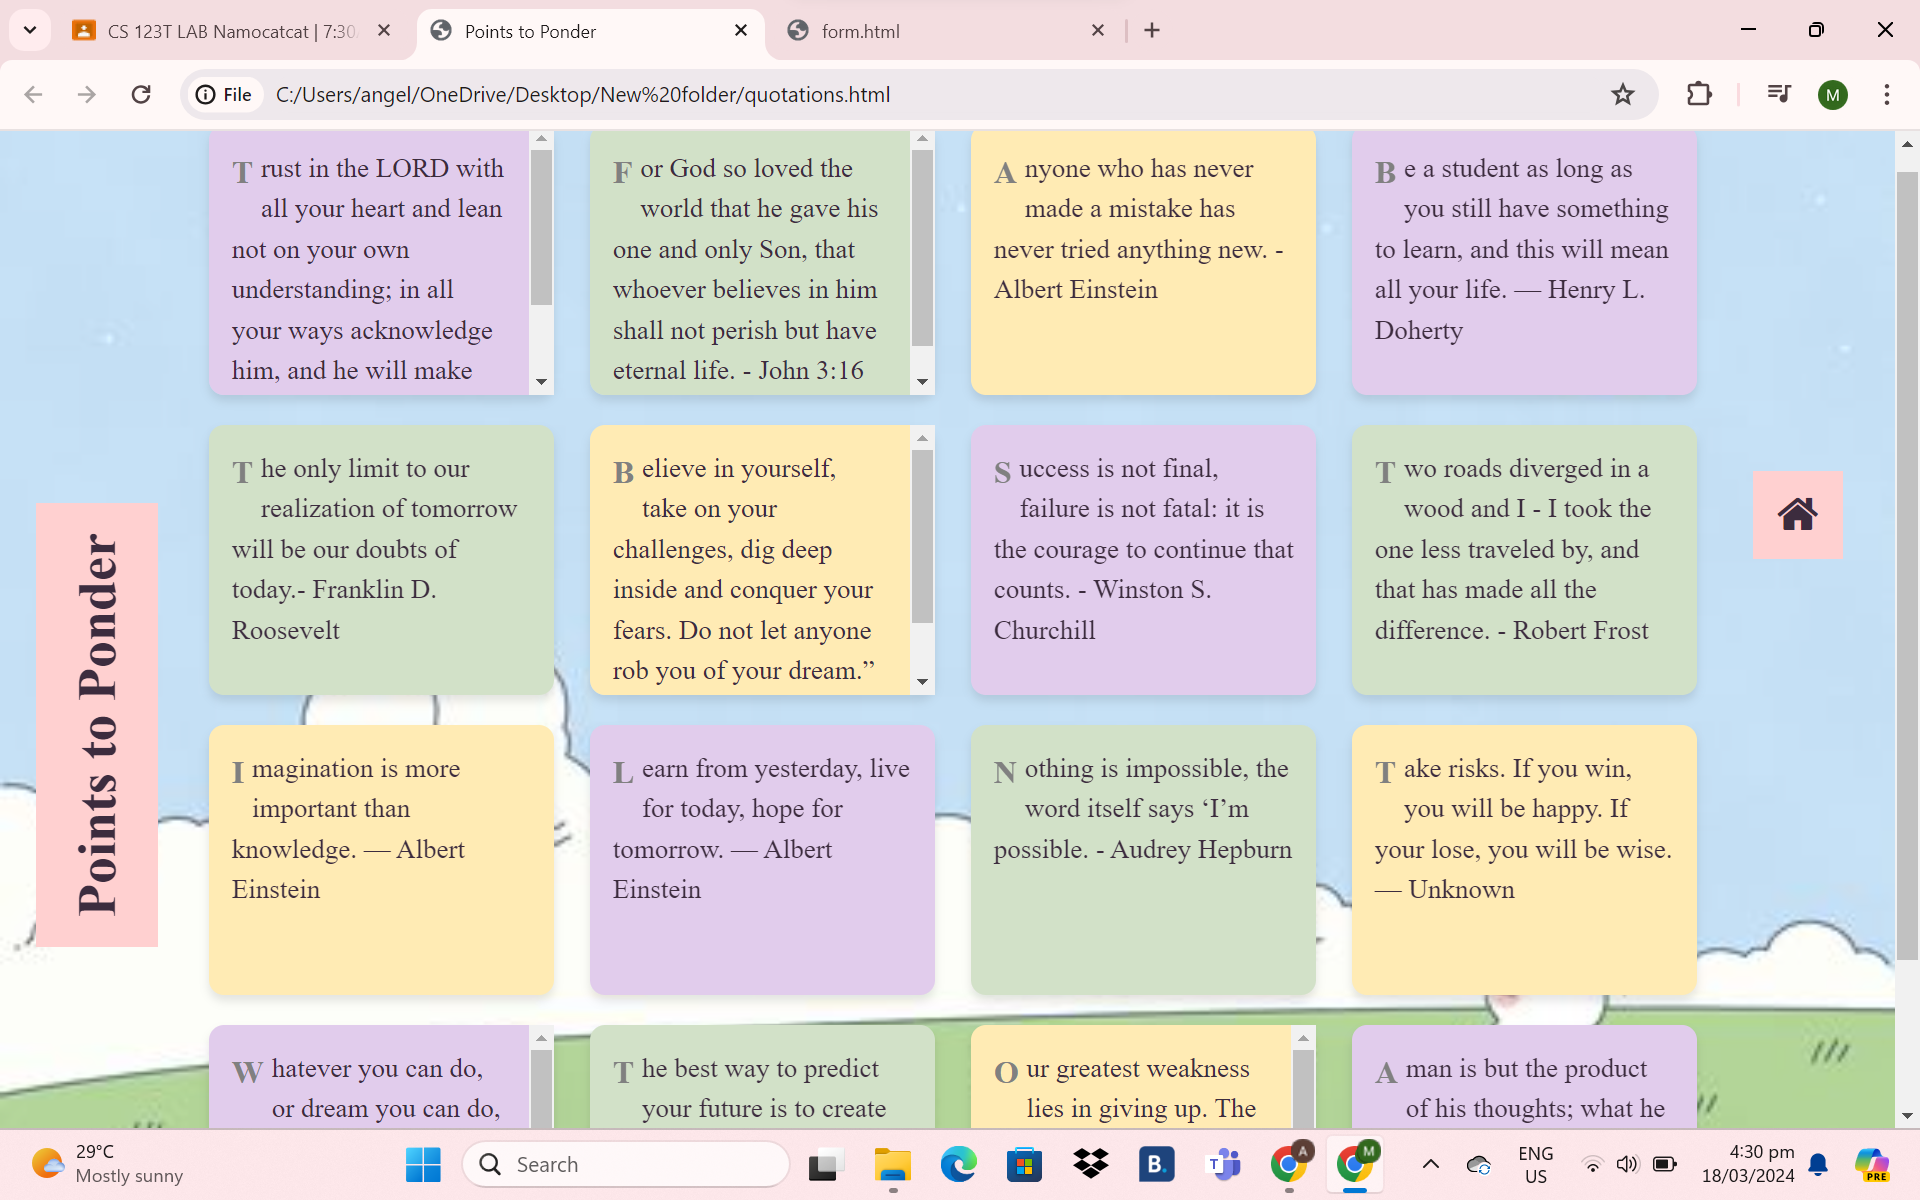 CS 123T LAB Namocatcat | 7:30
Points to Ponder
form.html
File
C:/Users/angel/OneDrive/Desktop/New%20folder/quotations.html
M
Trust in the LORD with
all your heart and lean
not on your own
understanding; in all
your ways acknowledge
him, and he will make
For God so loved the
world that he gave his
one and only Son, that
whoever believes in him
shall not perish but have
eternal life. - John 3:16
Anyone who has never
made a mistake has
never tried anything new. -
Albert Einstein
Be a student as long as
you still have something
to learn, and this will mean
all your life. — Henry L.
Doherty
The only limit to our
realization of tomorrow
will be our doubts of
today.- Franklin D.
Roosevelt
Believe in yourself,
take on your
challenges, dig deep
inside and conquer your
fears. Do not let anyone
rob you of your dream.”
Success is not final,
failure is not fatal: it is
the courage to continue that
counts. - Winston S.
Churchill
Two roads diverged in a
wood and I - I took the
one less traveled by, and
that has made all the
difference. - Robert Frost
Points to Ponder
Imagination is more
important than
knowledge. — Albert
Einstein
Learn from yesterday, live
for today, hope for
tomorrow. — Albert
Einstein
Nothing is impossible, the
word itself says ‘I’m
possible. - Audrey Hepburn
Take risks. If you win,
you will be happy. If
your lose, you will be wise.
— Unknown
Whatever you can do,
or dream you can do,
The best way to predict
your future is to create
Our greatest weakness
lies in giving up. The
A man is but the product
of his thoughts; what he
29°C
Mostly sunny
Search
B.
T
A
M
ENG
US
4:30 pm
18/03/2024
PRE